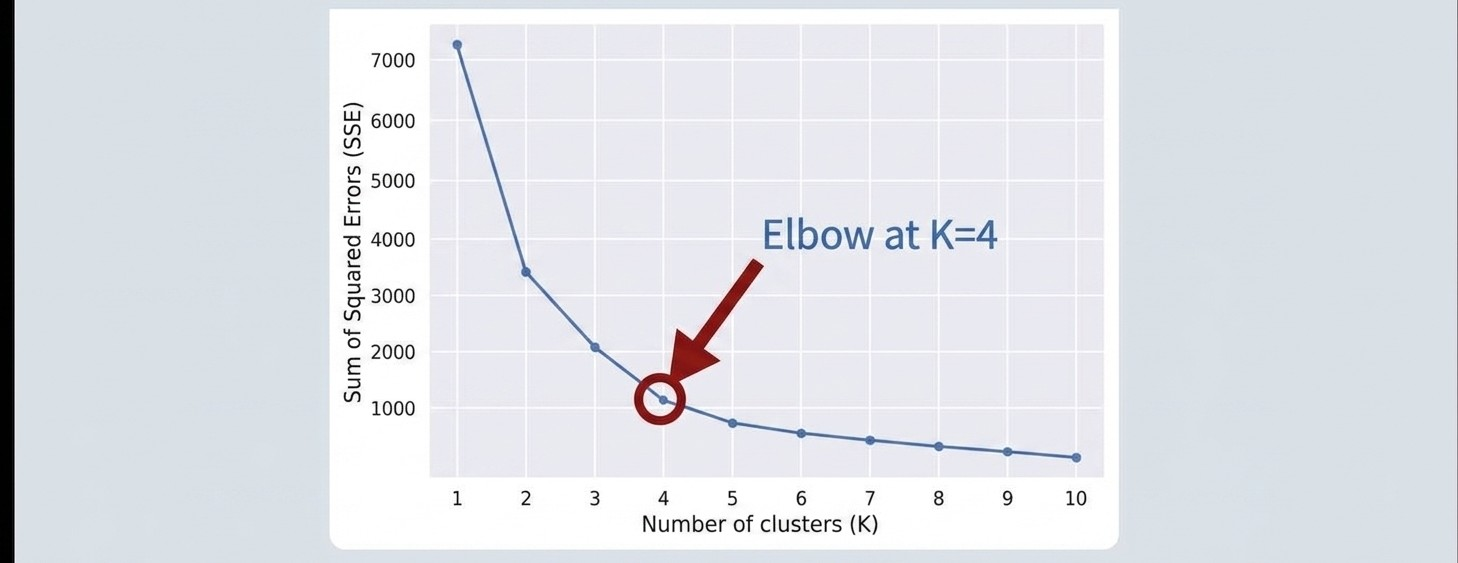 7000
6000
5000
4000
3000
2000
1000
Sum of Squared Errors (SSE)
Elbow at K=4
1 2 3 4 5 6 7 8 9 10
Number of clusters (K)